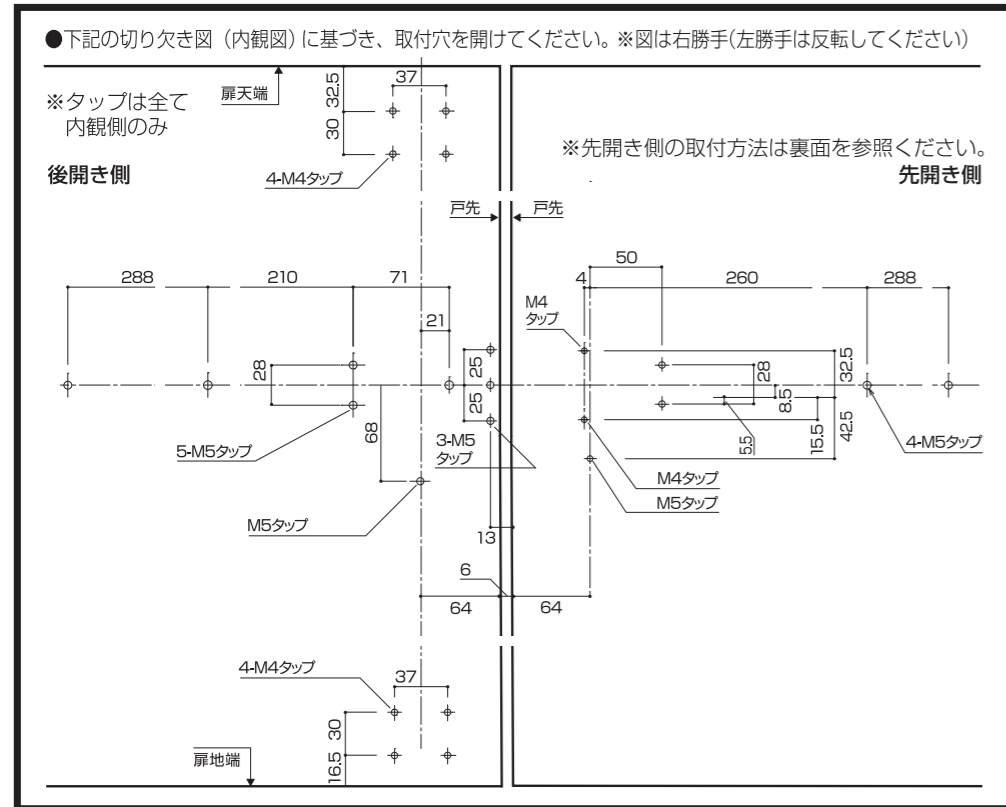 ●下記の切り欠き図（内観図）に基づき、取付穴を開けてください。※図は右勝手(左勝手は反転してください)
※タップは全て
内観側のみ
扉天端
32.5
37
30
※先開き側の取付方法は裏面を参照ください。
後開き側
先開き側
4-M4タップ
戸先
戸先
288
210
71
21
4
50
260
288
M4
タップ
28
25
25
28
32.5
8.5
5.5
15.5
42.5
68
5-M5タップ
3-M5
タップ
4-M5タップ
M4タップ
M5タップ
M5タップ
13
6
64
64
4-M4タップ
37
30
16.5
扉地端